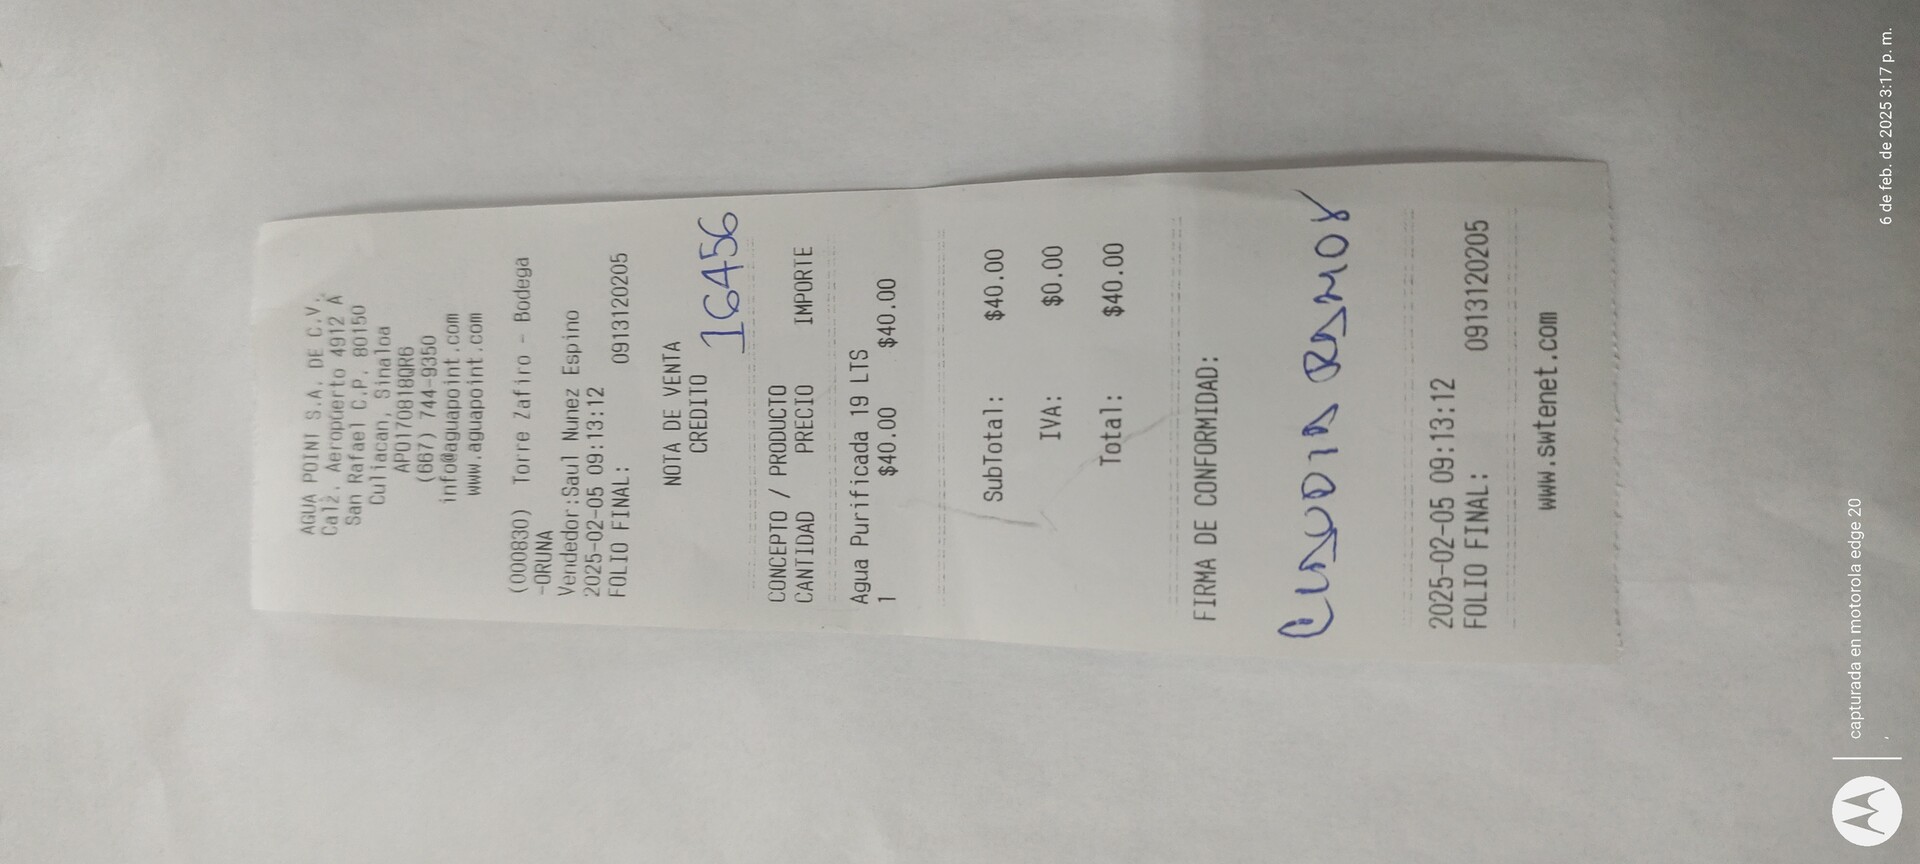 AGUA POINT S.A. DE C.V.
Calz. Aeropuerto 4912 A
San Rafael C.P. 80150
Culiacan, Sinaloa
APO170818QR6
(667) 744-9350
info@aguapoint.com
www.aguapoint.com
(000830) Torre Zafiro - Bodega
-ORUNA
Vendedor:Saul Nunez Espino
2025-02-05 09:13:12
FOLIO FINAL: 0913120205
NOTA DE VENTA
CREDITO
16456
CONCEPTO / PRODUCTO
CANTIDAD PRECIO IMPORTE
Agua Purificada 19 LTS
1 $40.00 $40.00
SubTotal: $40.00
IVA: $0.00
Total: $40.00
FIRMA DE CONFORMIDAD:
Claudia Ramos
2025-02-05 09:13:12
FOLIO FINAL: 0913120205
www.swtenet.com
capturada en motorola edge 20
6 de feb. de 2025 3:17 p. m.